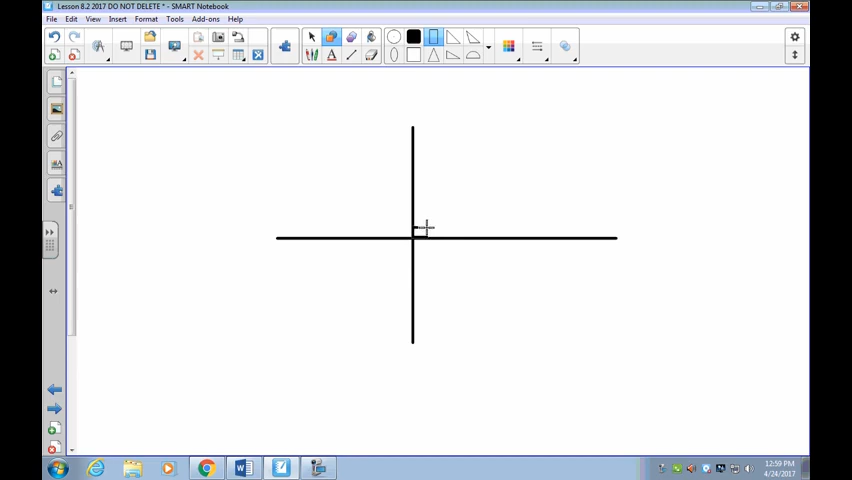 Lesson 8.2 2017 DO NOT DELETE * - SMART Notebook
File Edit View Insert Format Tools Add-ons Help
12:59 PM
4/24/2017